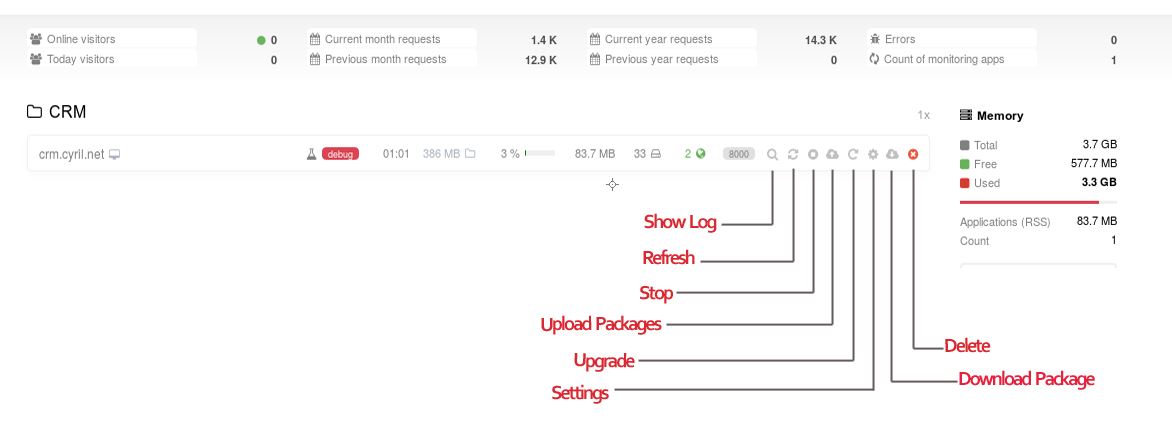 Online visitors 0 Current month requests 1.4 K Current year requests 14.3 K Errors 0
Today visitors 0 Previous month requests 12.9 K Previous year requests 0 Count of monitoring apps 1
CRM 1x
crm.cyril.net debug 01:01 386 MB 3 % 83.7 MB 33 2 8000
Memory
Total 3.7 GB
Free 577.7 MB
Used 3.3 GB
Applications (RSS) 83.7 MB
Count 1
Show Log
Refresh
Stop
Upload Packages
Upgrade
Settings
Delete
Download Package